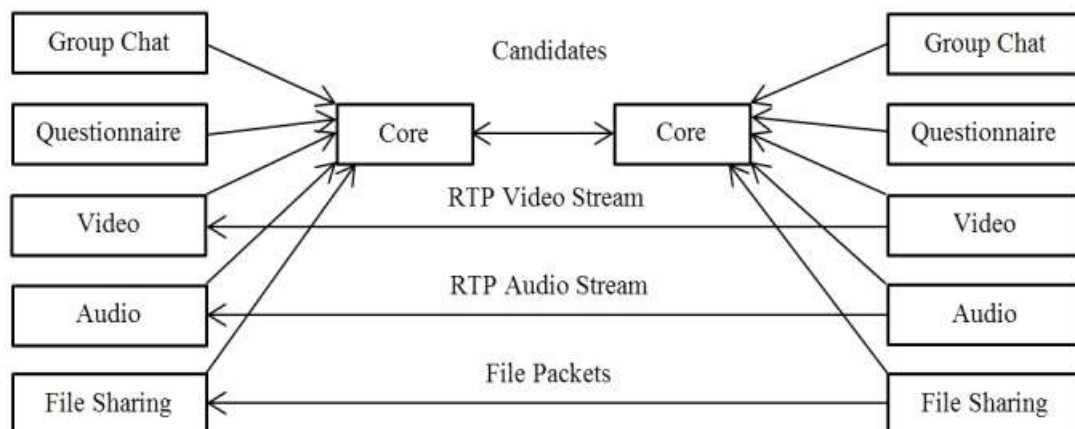 Group Chat
Candidates
Group Chat
Questionnaire
Core
Core
Questionnaire
Video
RTP Video Stream
Video
Audio
RTP Audio Stream
Audio
File Sharing
File Packets
File Sharing